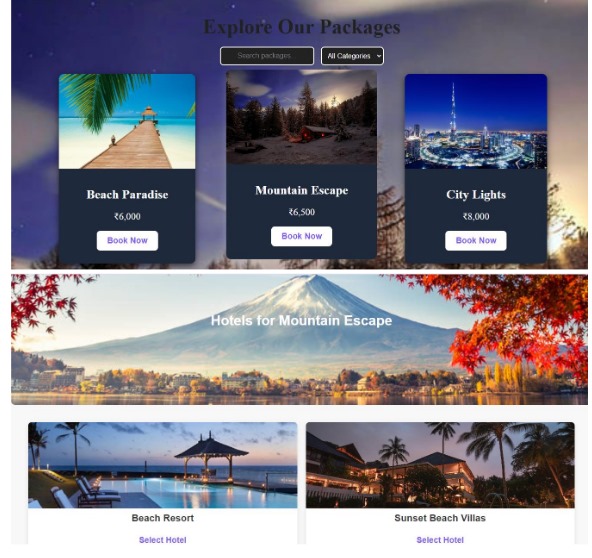 Explore Our Packages
Search packages...
All Categories
Beach Paradise
₹6,000
Book Now
Mountain Escape
₹6,500
Book Now
City Lights
₹8,000
Book Now
Hotels for Mountain Escape
Beach Resort
Select Hotel
Sunset Beach Villas
Select Hotel